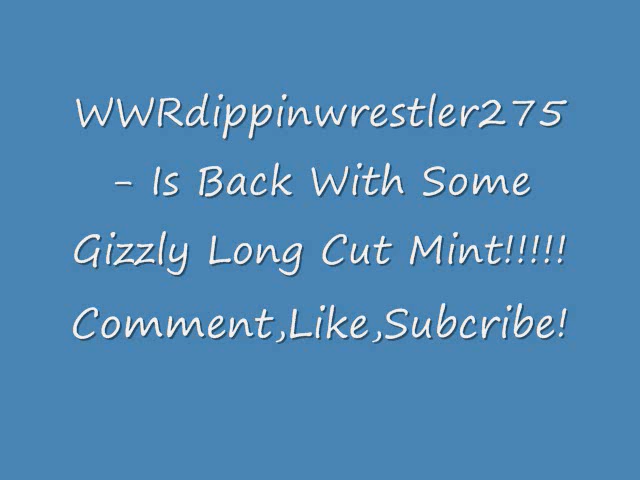 WWRdippinwrestler275
- Is Back With Some
Gizzly Long Cut Mint!!!!!
Comment,Like,Subcribe!